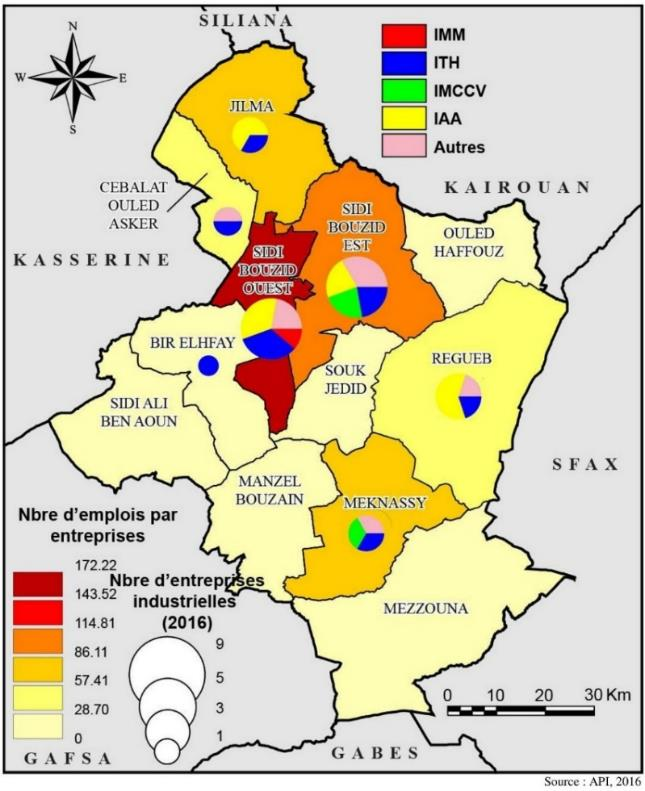 SILIANA
N
W
E
S
IMM
ITH
IMCCV
IAA
Autres
JILMA
KAIROUAN
CEBALAT
OULED
ASKER
SIDI
BOUZID
EST
OULED
HAFFOUZ
KASSERINE
SIDI
BOUZID
OUEST
BIR ELHFAY
REGUEB
SOUK
JEDID
SIDI ALI
BEN AOUN
SFAX
MANZEL
BOUZAIN
MEKNASSY
MEZZOUNA
Nbre d’emplois par
entreprises
172.22
143.52
114.81
86.11
57.41
28.70
0
Nbre d’entreprises
industrielles
(2016)
9
5
3
1
0 10 20 30 Km
GAFSA
GABES
Source : API, 2016